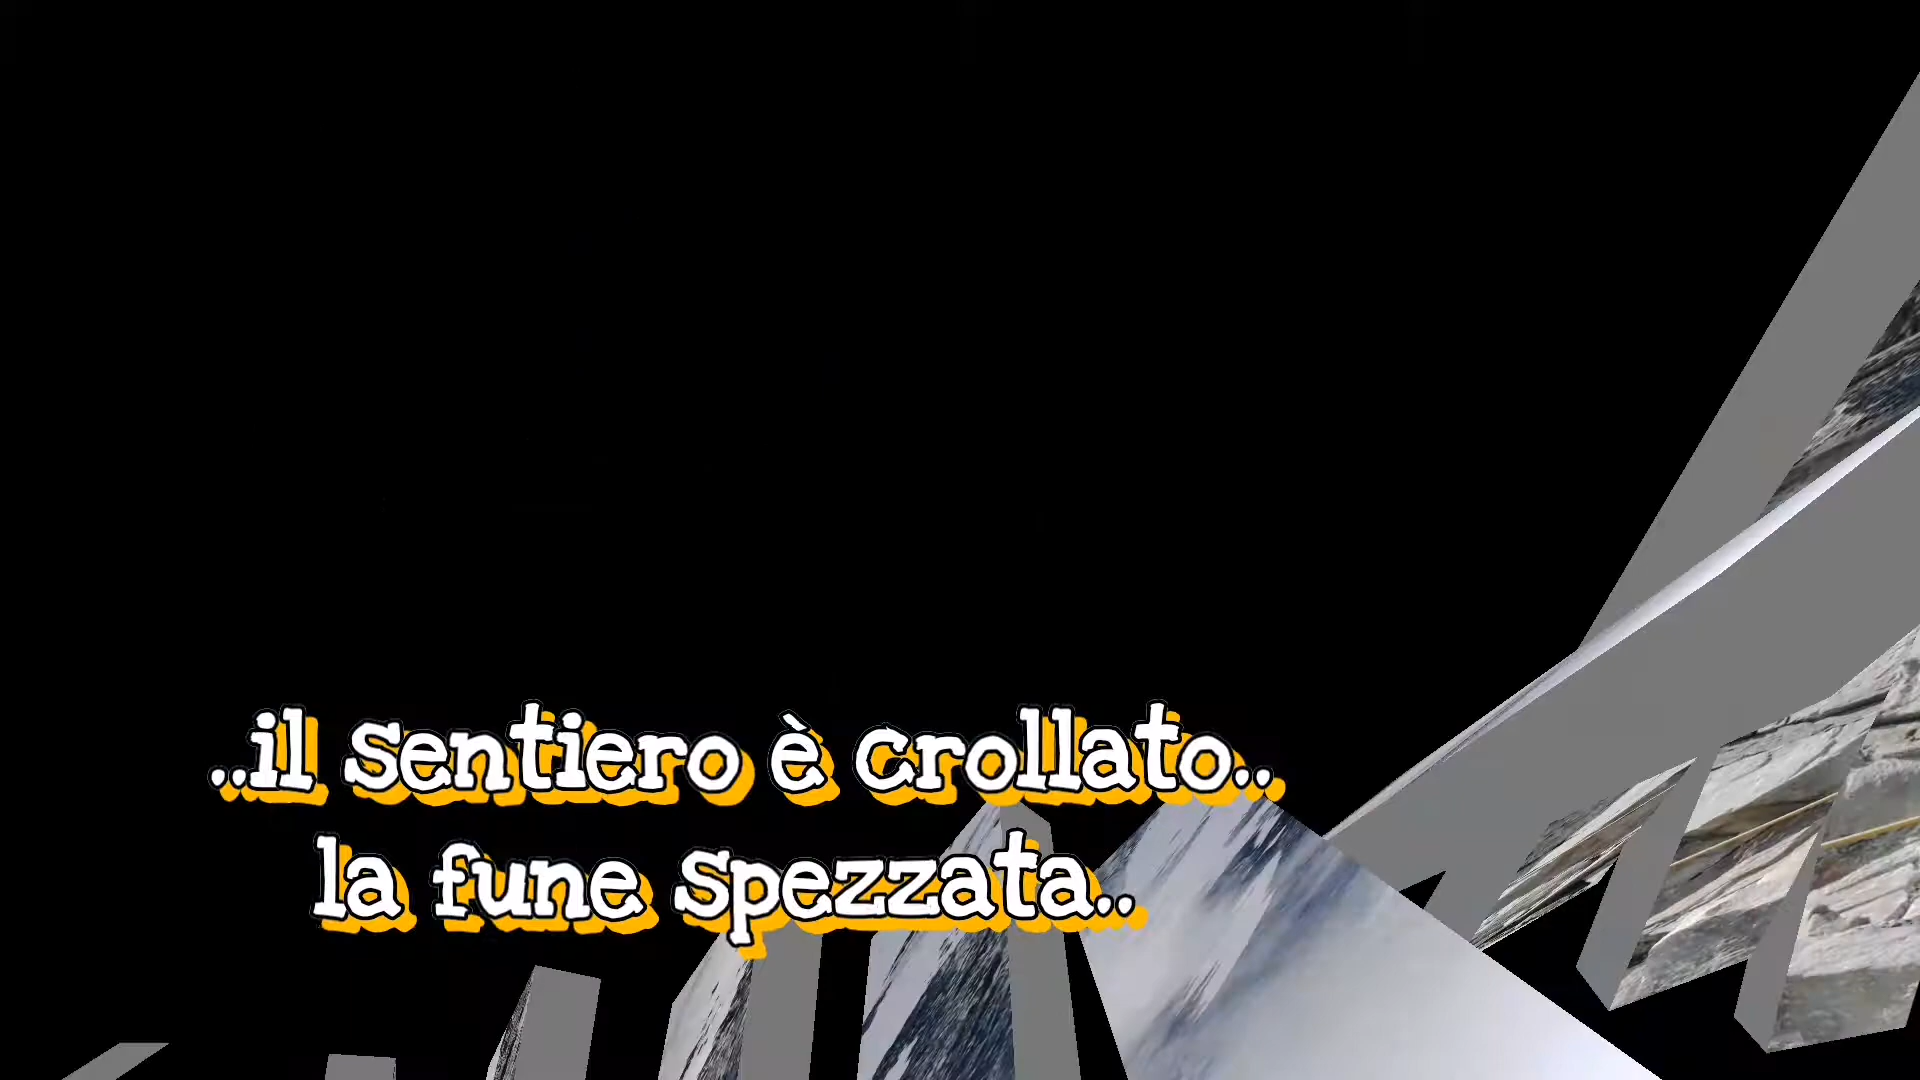 ..il sentiero è crollato..
la fune spezzata..